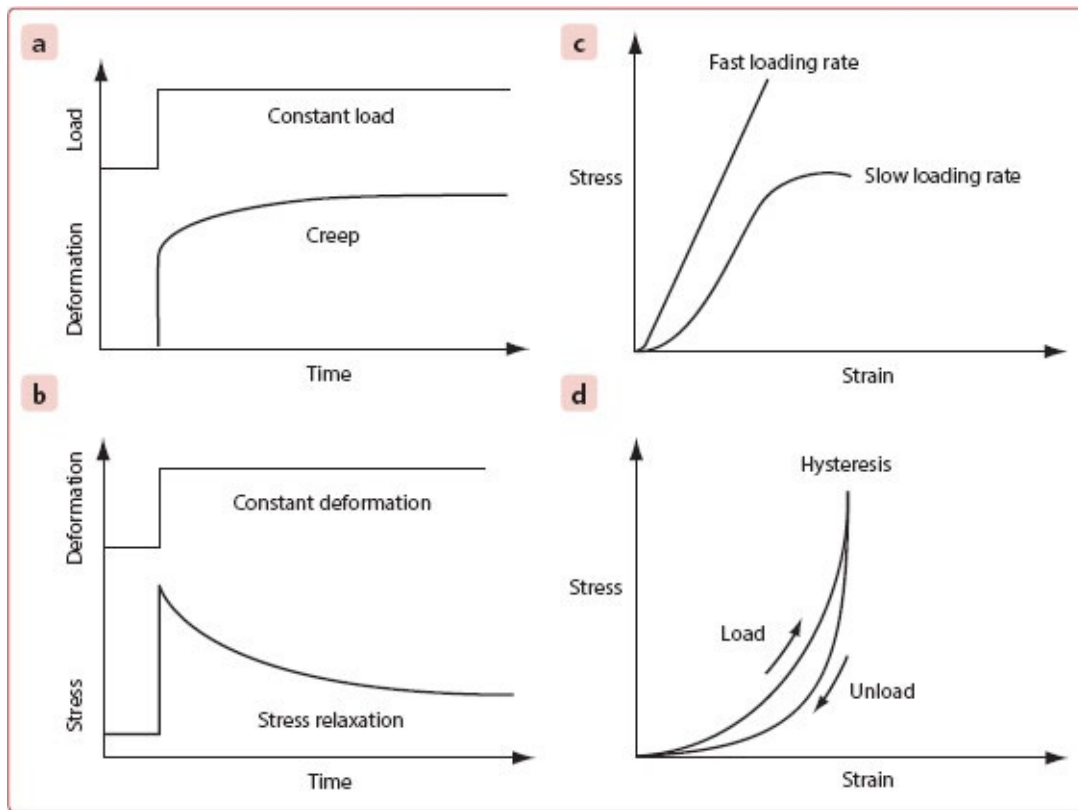 a
Load
Constant load
Deformation
Creep
Time
b
Deformation
Constant deformation
Stress
Stress relaxation
Time
c
Fast loading rate
Stress
Slow loading rate
Strain
d
Hysteresis
Stress
Load
Unload
Strain